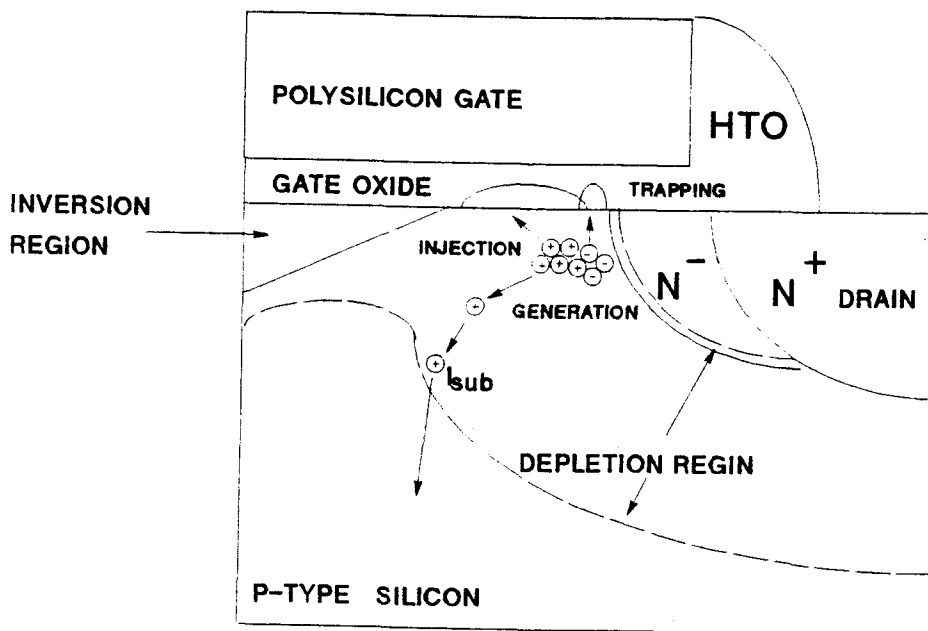 POLYSILICON GATE
HTO
GATE OXIDE
TRAPPING
INVERSION
REGION
INJECTION
N-
N+ DRAIN
GENERATION
Isub
DEPLETION REGIN
P-TYPE SILICON